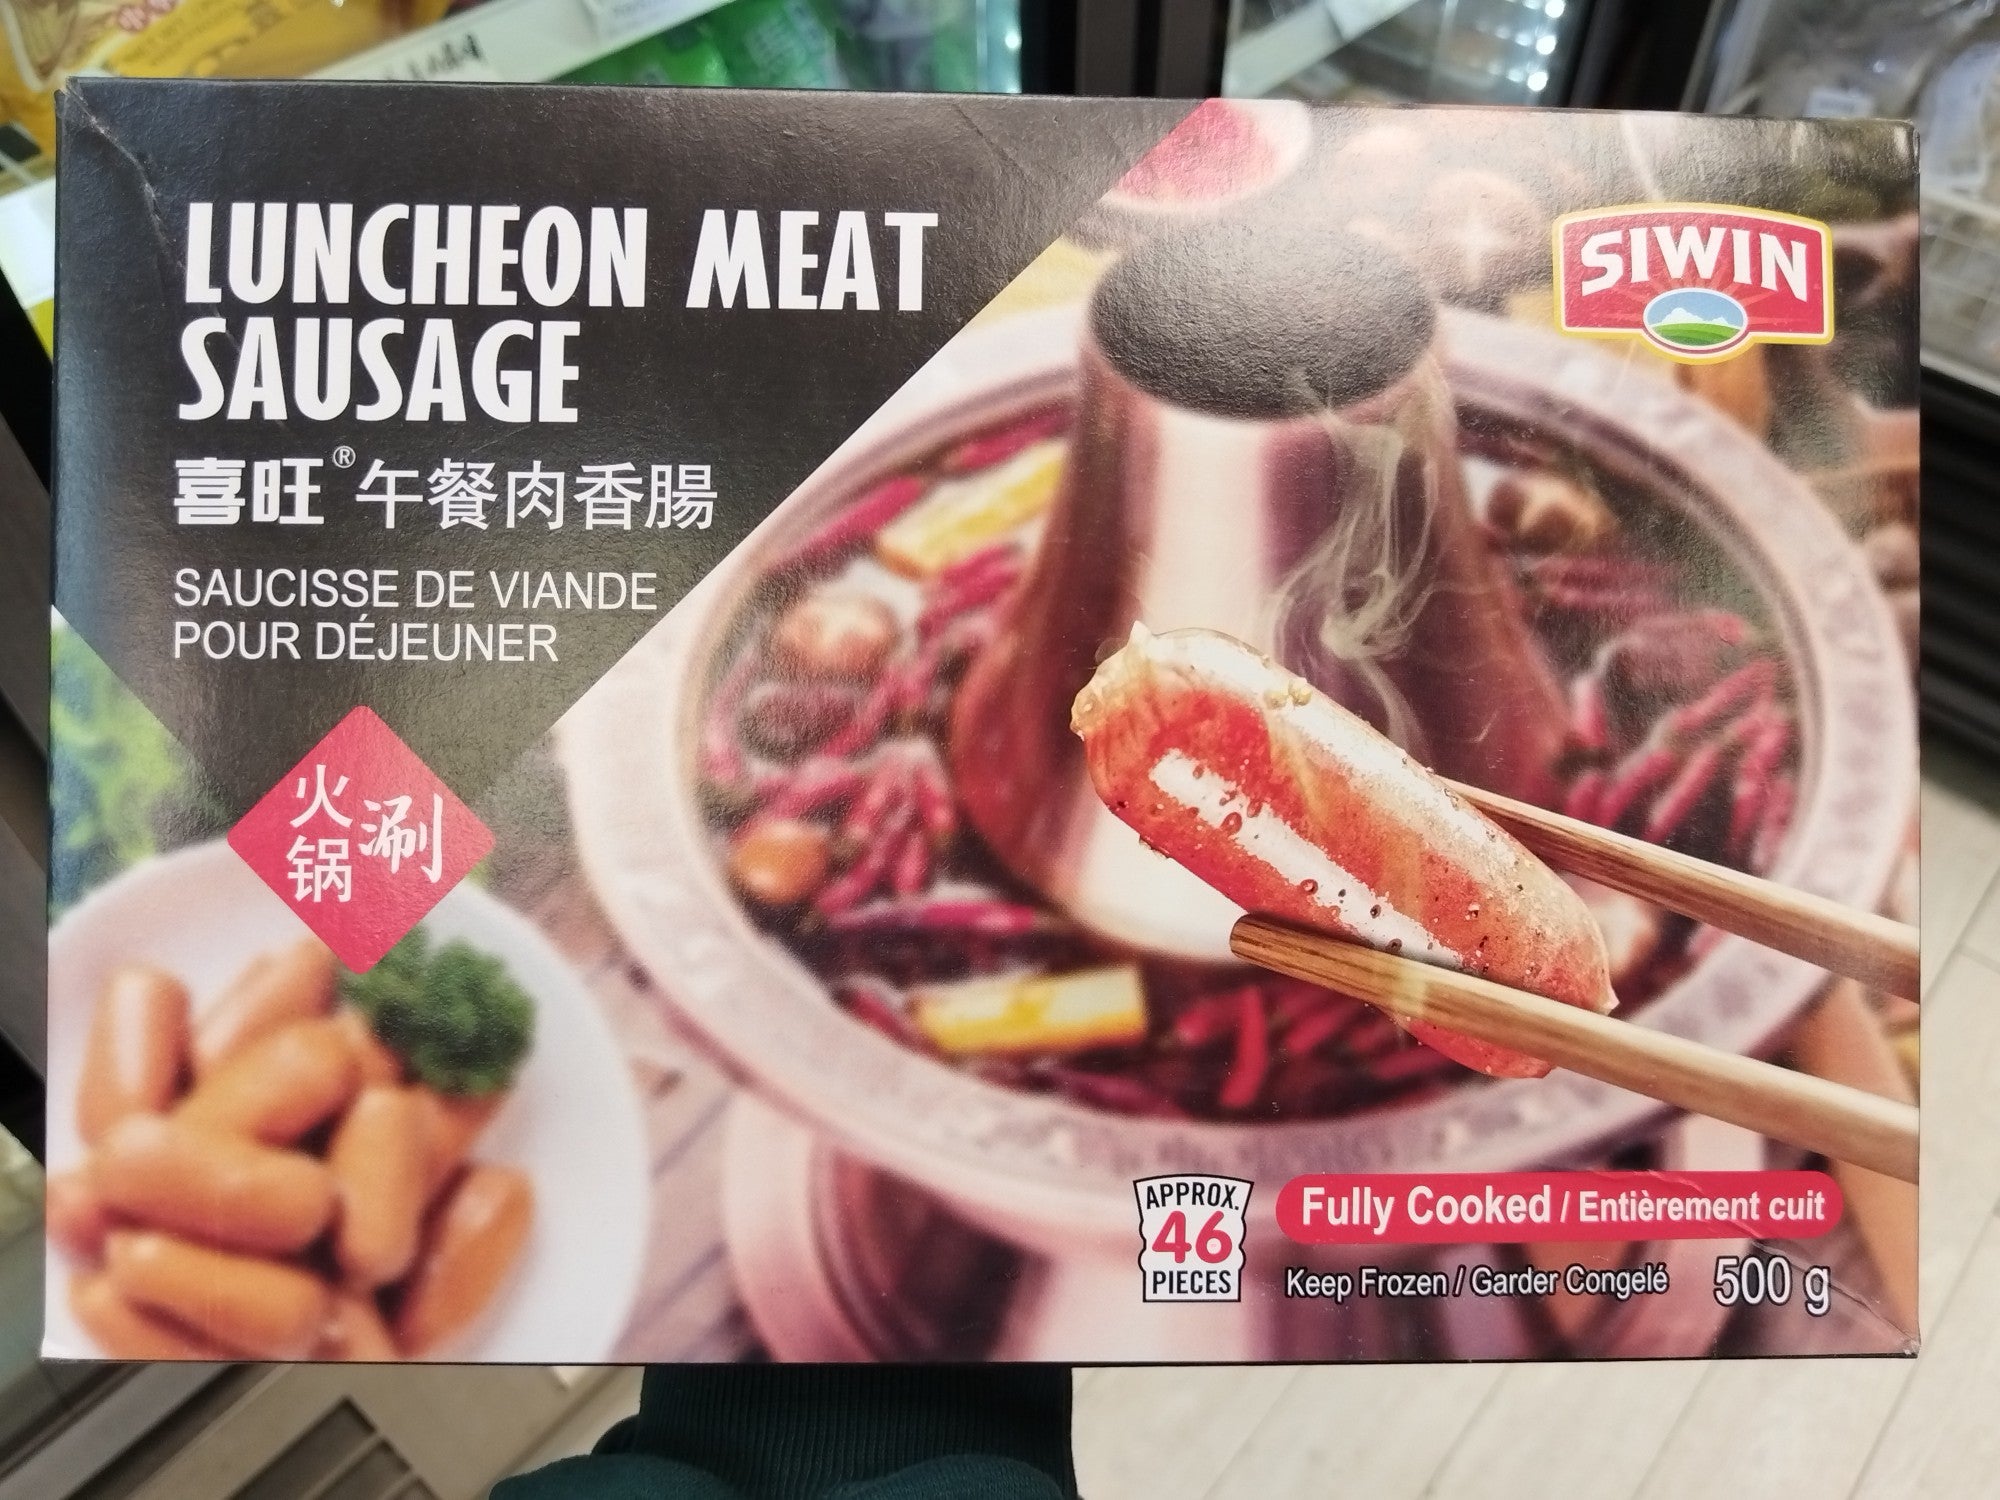 LUNCHEON MEAT
SAUSAGE
喜旺® 午餐肉香腸
SAUCISSE DE VIANDE
POUR DÉJEUNER
SIWIN
涮
火锅
APPROX.
46
PIECES
Fully Cooked / Entièrement cuit
Keep Frozen / Garder Congelé 500 g